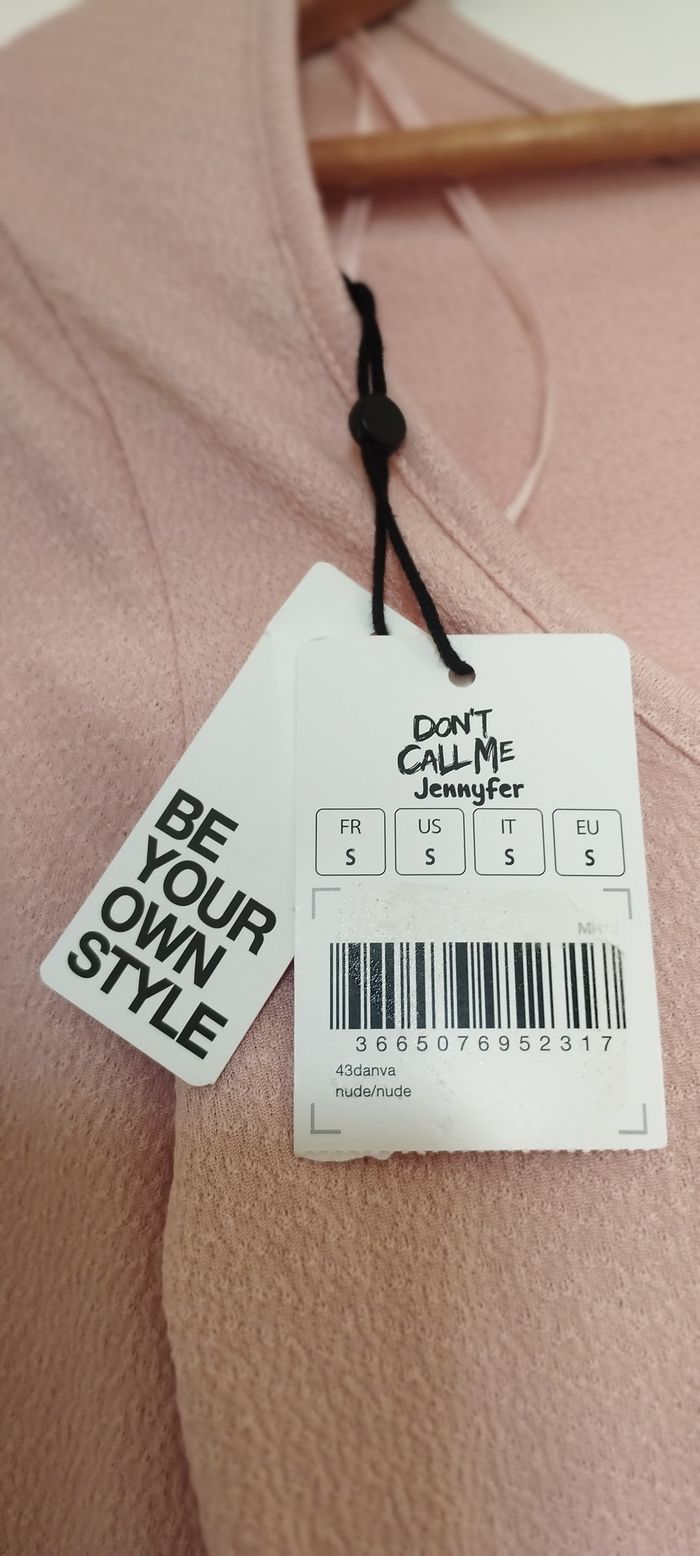 BE
YOUR
OWN
STYLE
DON'T
CALL ME
Jennyfer
FR US IT EU
S S S S
3665076952317
43danva
nude/nude